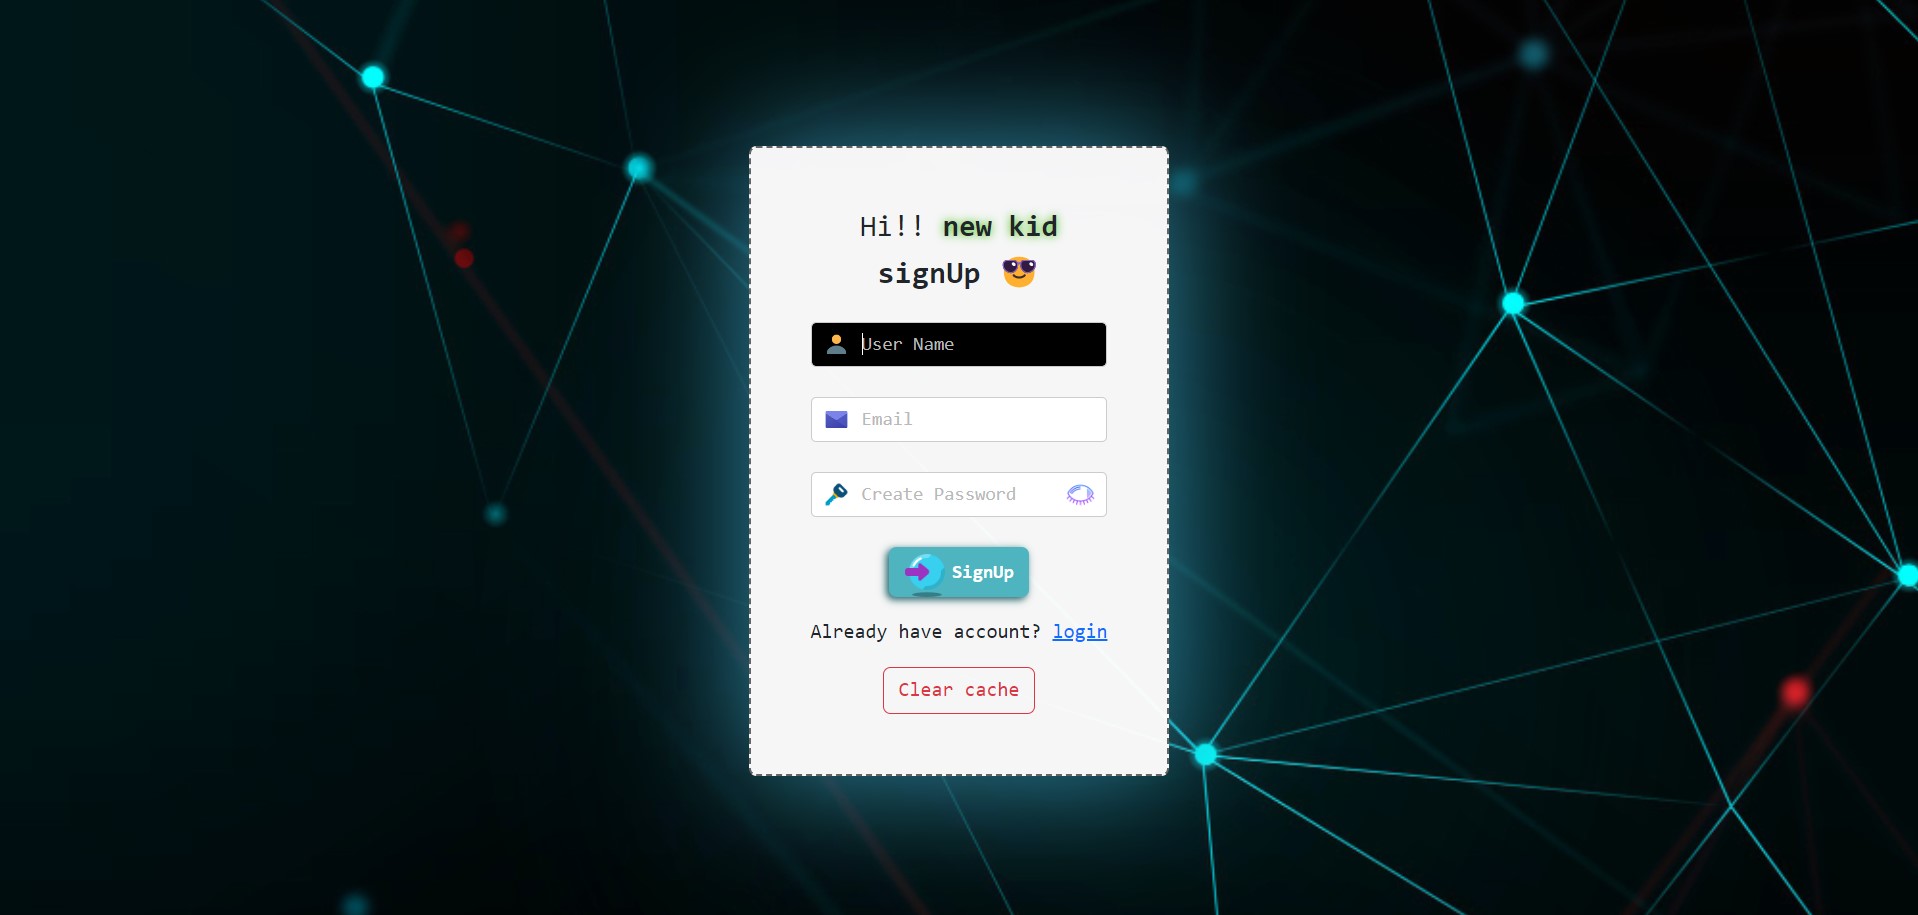 Hi!! new kid
signUp 😎
User Name
Email
Create Password
SignUp
Already have account? login
Clear cache